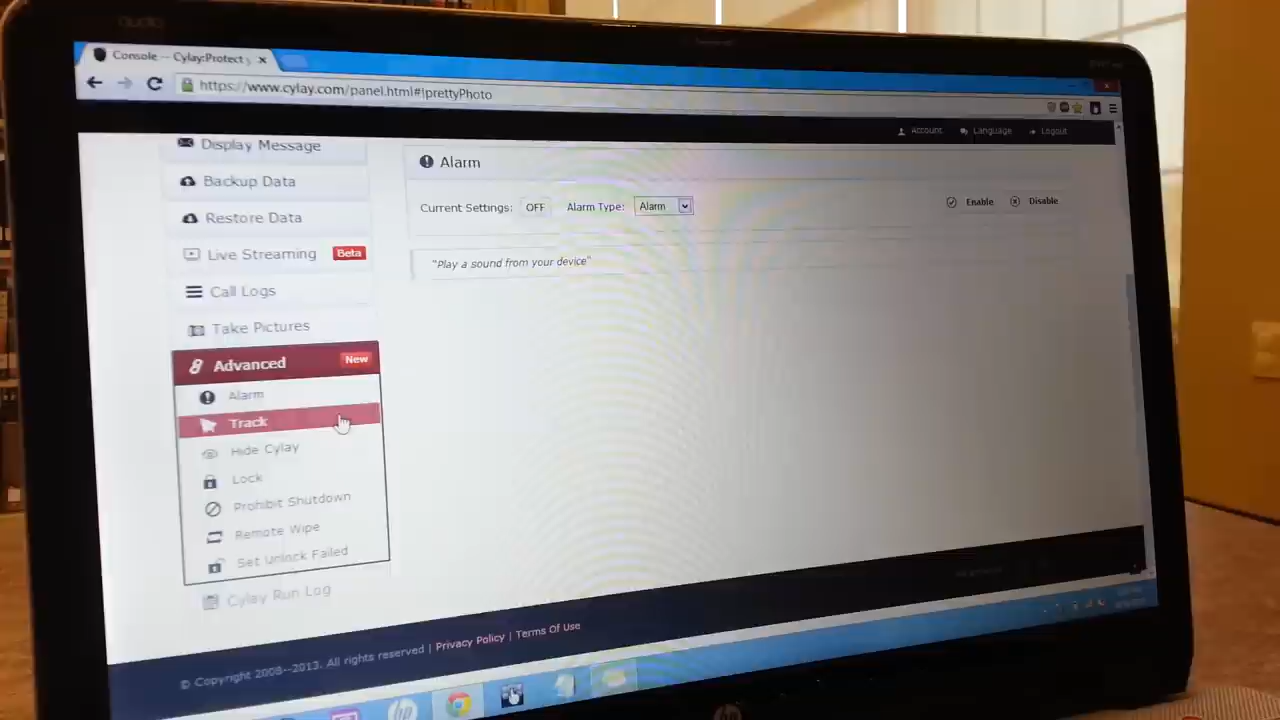 Console -- Cylay:Protect y
https://www.cylay.com/panel.html#!prettyPhoto
Account Language Logout
Display Message
Backup Data
Restore Data
Live Streaming Beta
Call Logs
Take Pictures
Advanced New
Alarm
Track
Hide Cylay
Lock
Prohibit Shutdown
Remote Wipe
Set Unlock Failed
Cylay Run Log
Alarm
Current Settings: OFF Alarm Type: Alarm Enable Disable
"Play a sound from your device"
© Copyright 2008--2013. All rights reserved | Privacy Policy | Terms Of Use
hp
hp